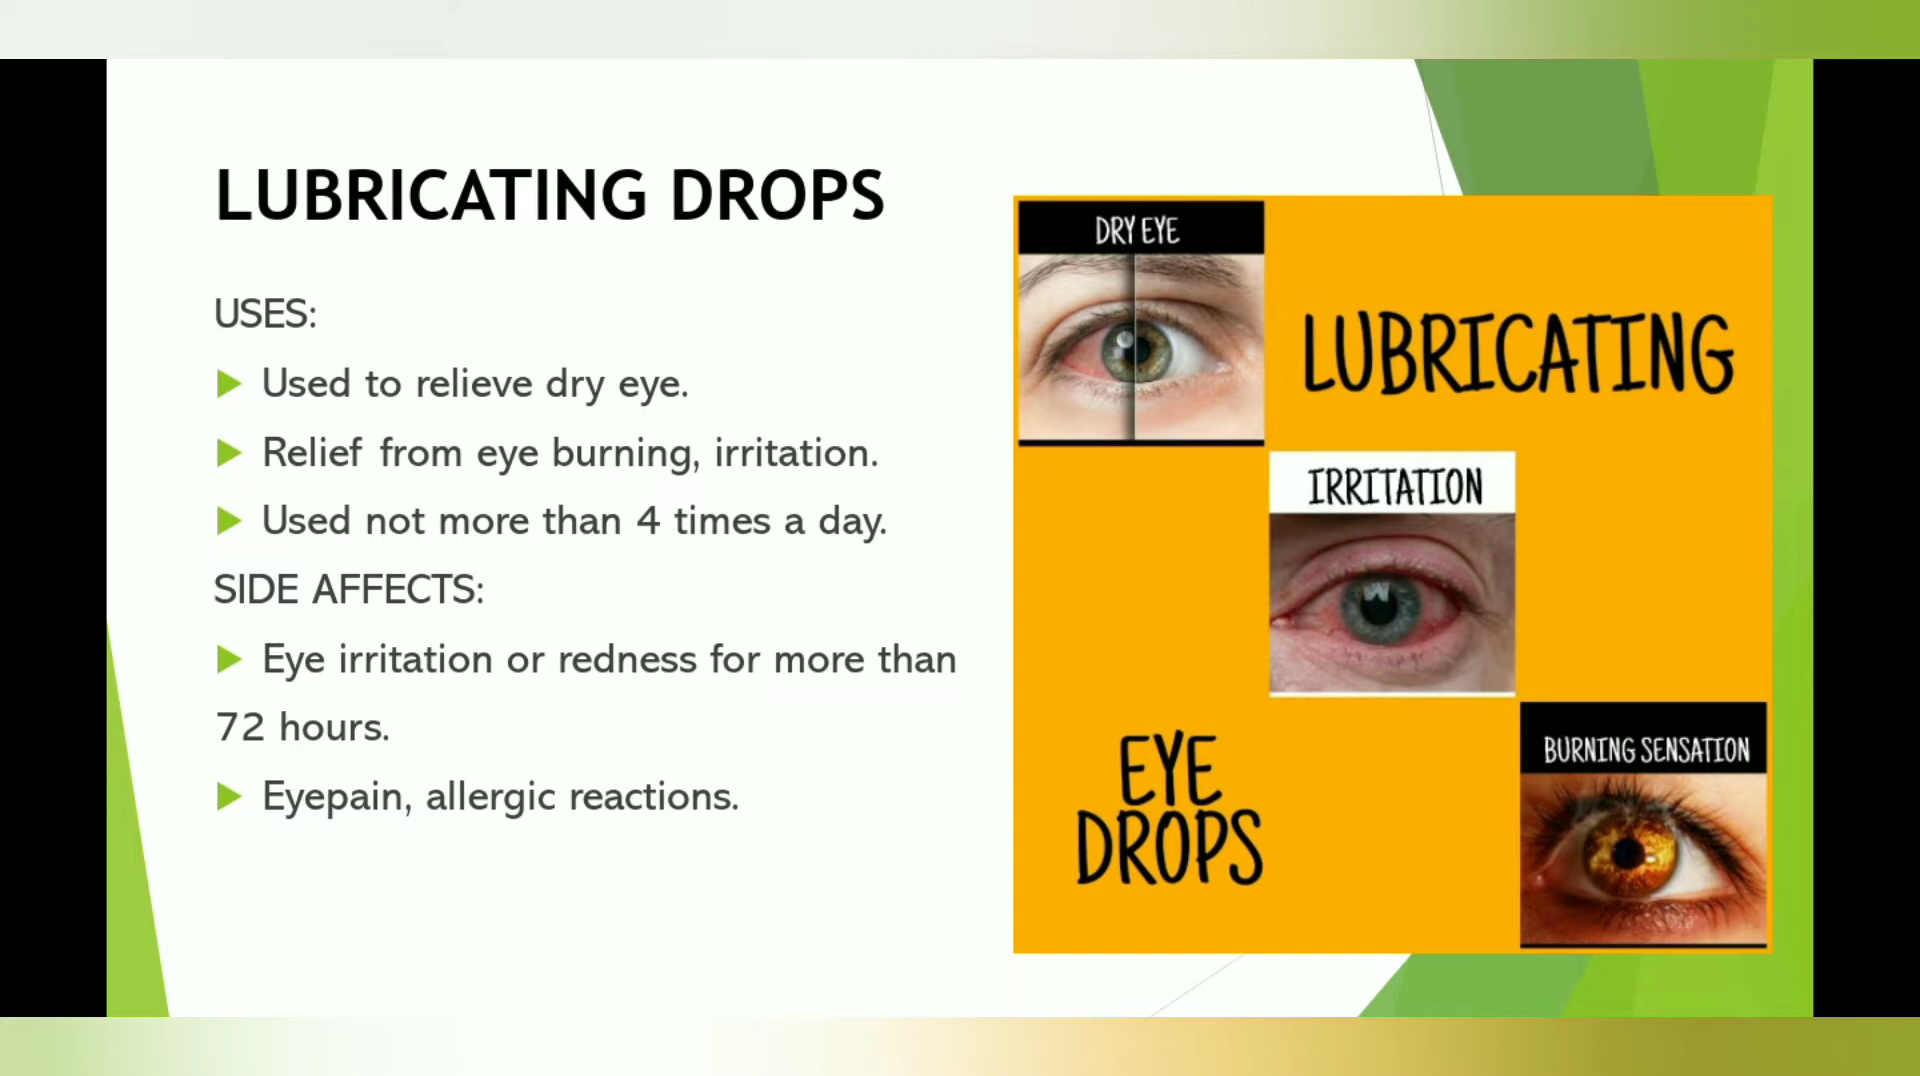 LUBRICATING DROPS
USES:
Used to relieve dry eye.
Relief from eye burning, irritation.
Used not more than 4 times a day.
SIDE AFFECTS:
Eye irritation or redness for more than
72 hours.
Eyepain, allergic reactions.
DRY EYE
LUBRICATING
IRRITATION
EYE
DROPS
BURNING SENSATION